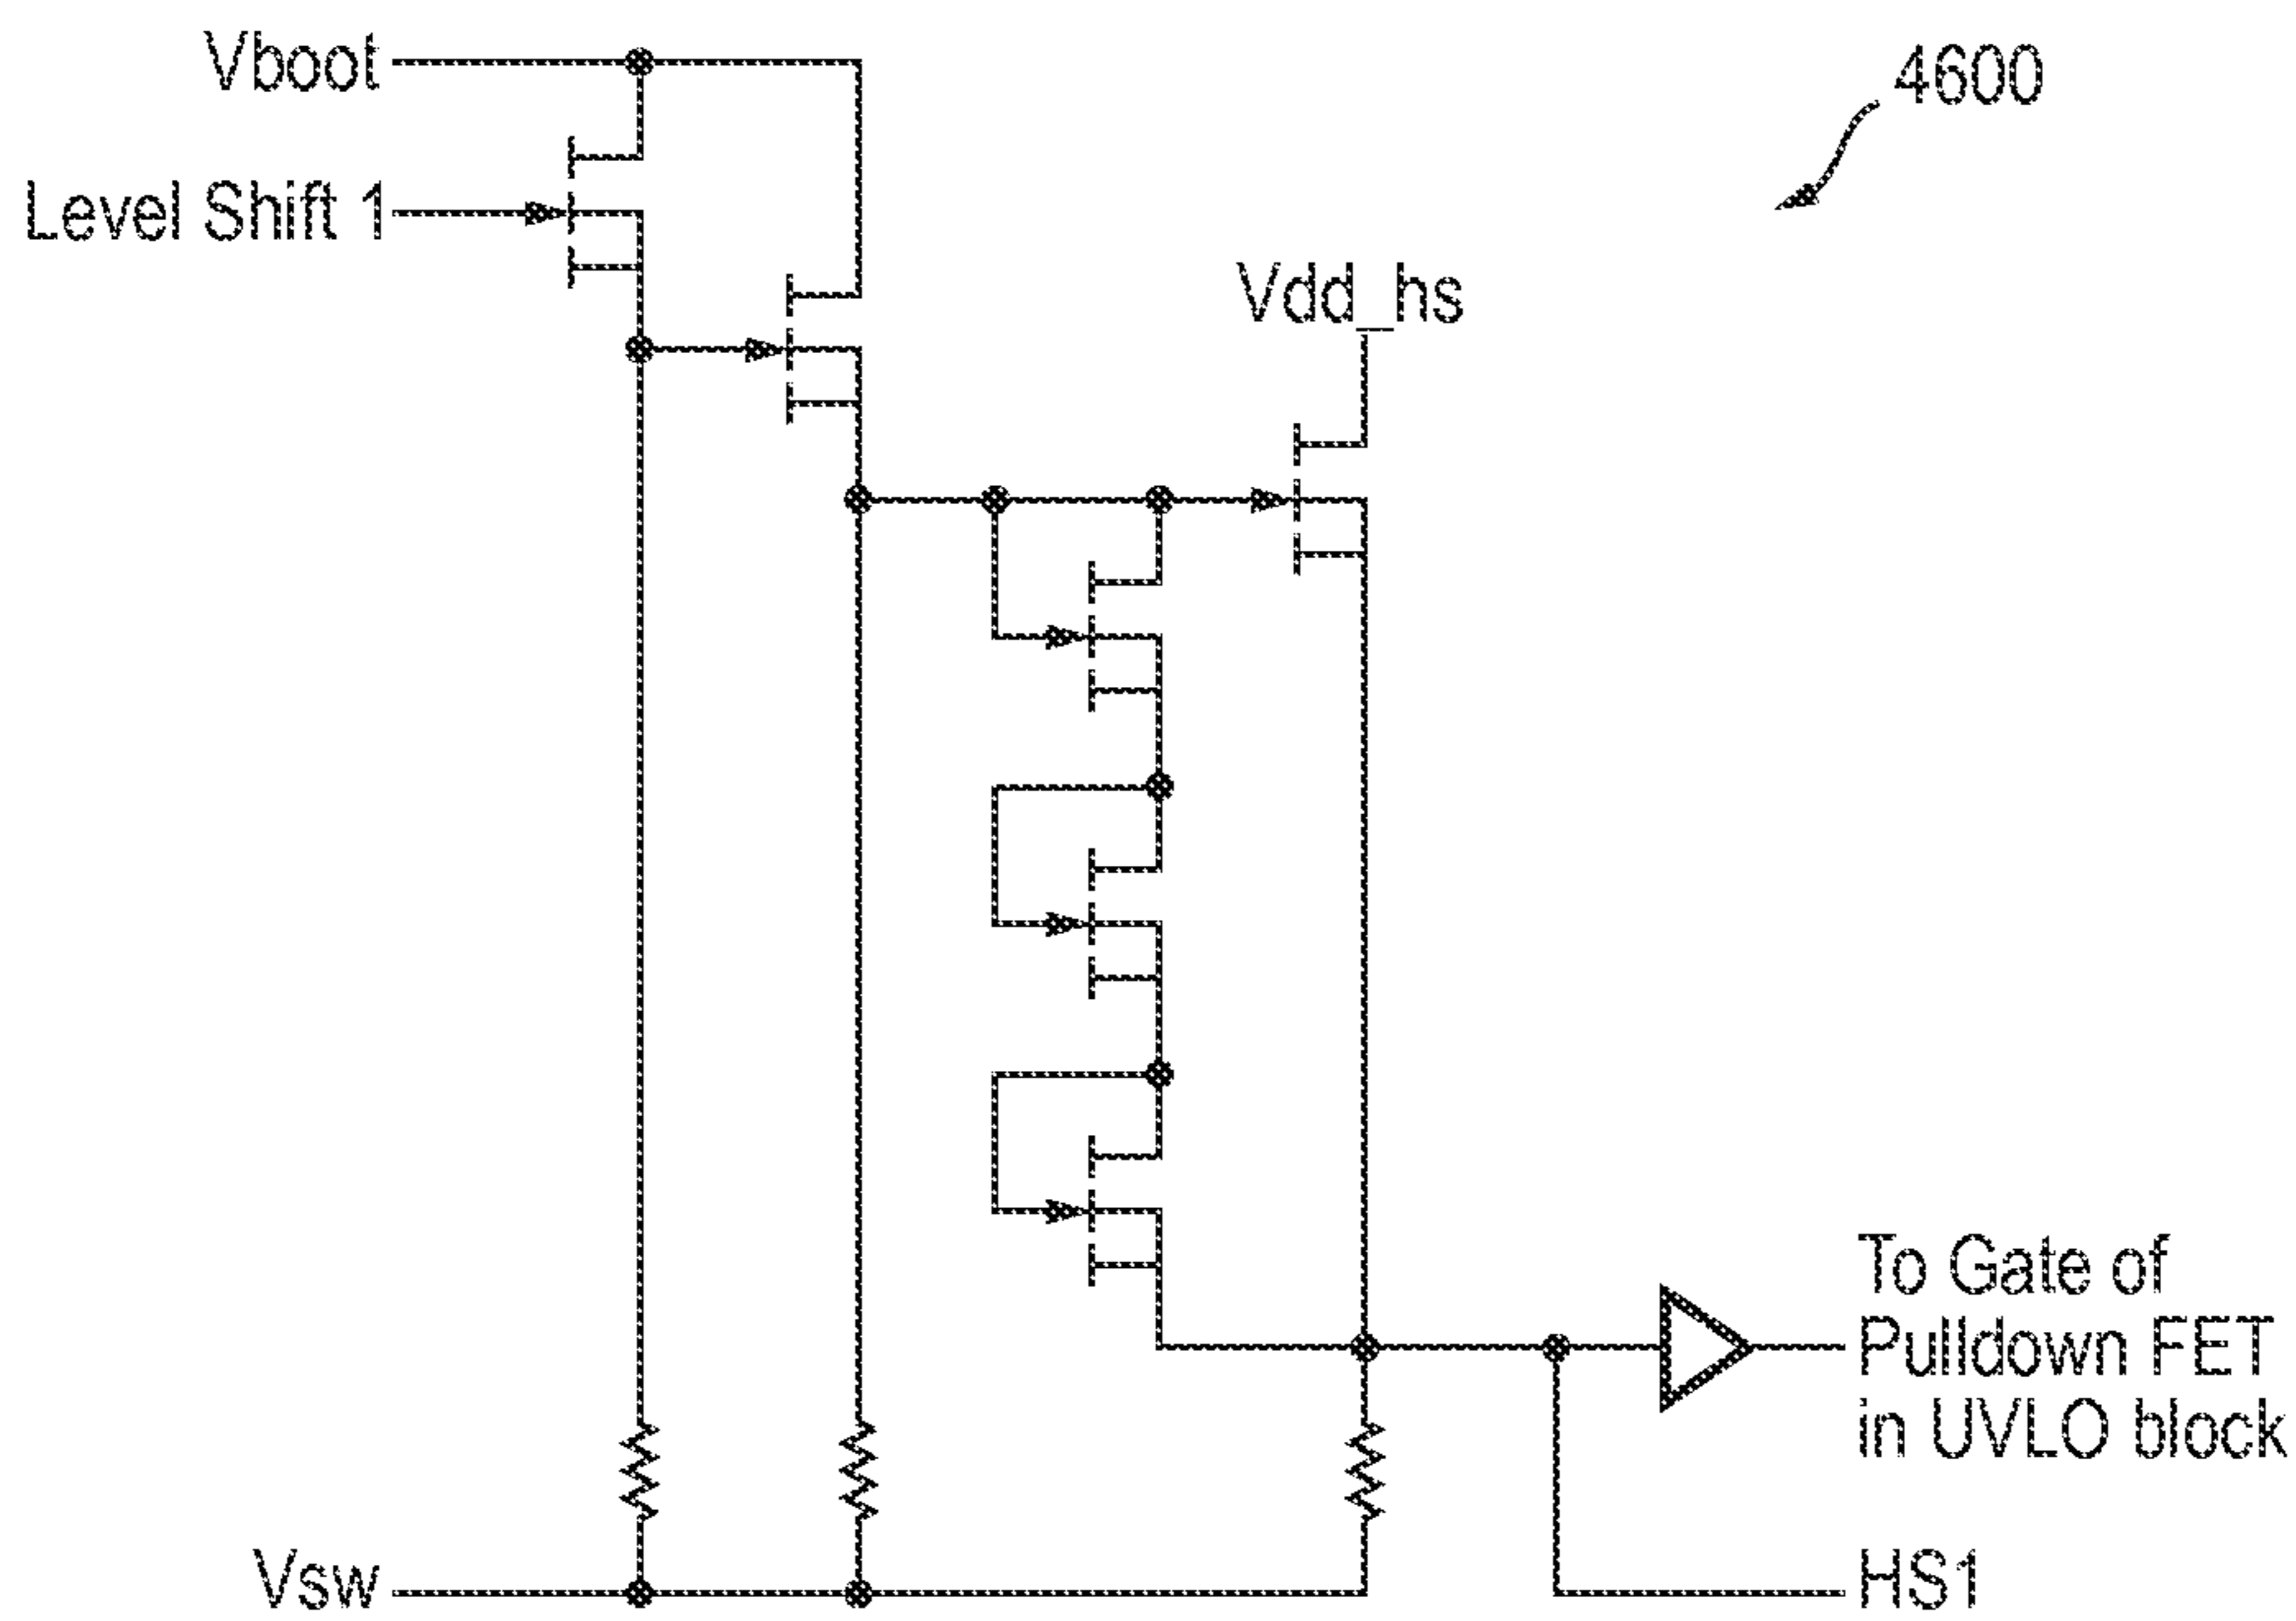 Vboot
4600
Level Shift 1
Vdd_hs
To Gate of
Pulldown FET
in UVLO block
Vsw
HS1